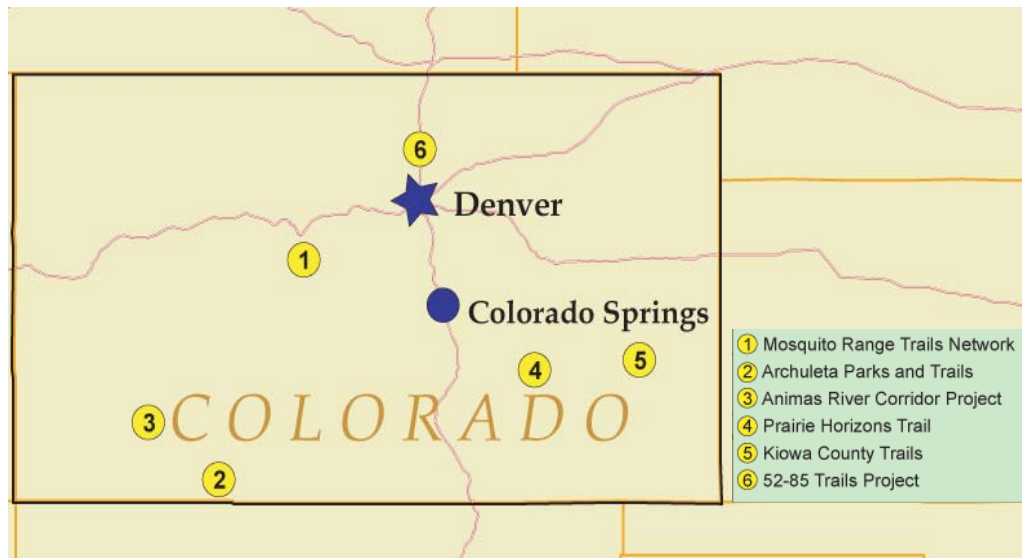 6
Denver
1
Colorado Springs
5
4
3
COLORADO
2
1 Mosquito Range Trails Network
2 Archuleta Parks and Trails
3 Animas River Corridor Project
4 Prairie Horizons Trail
5 Kiowa County Trails
6 52-85 Trails Project